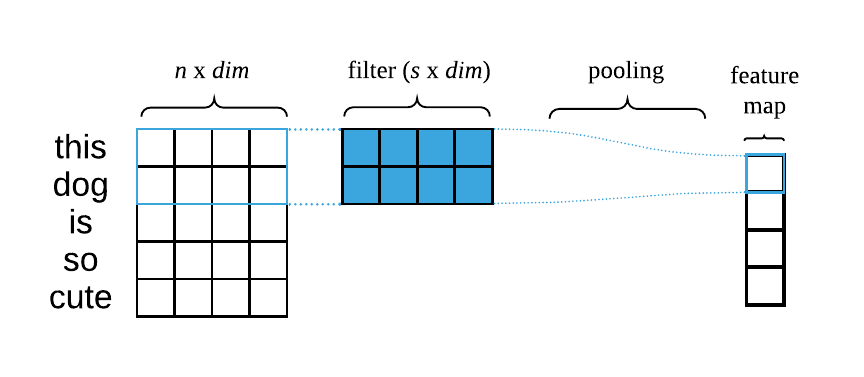 n x dim
filter (s x dim)
pooling
feature
map
this
dog
is
so
cute